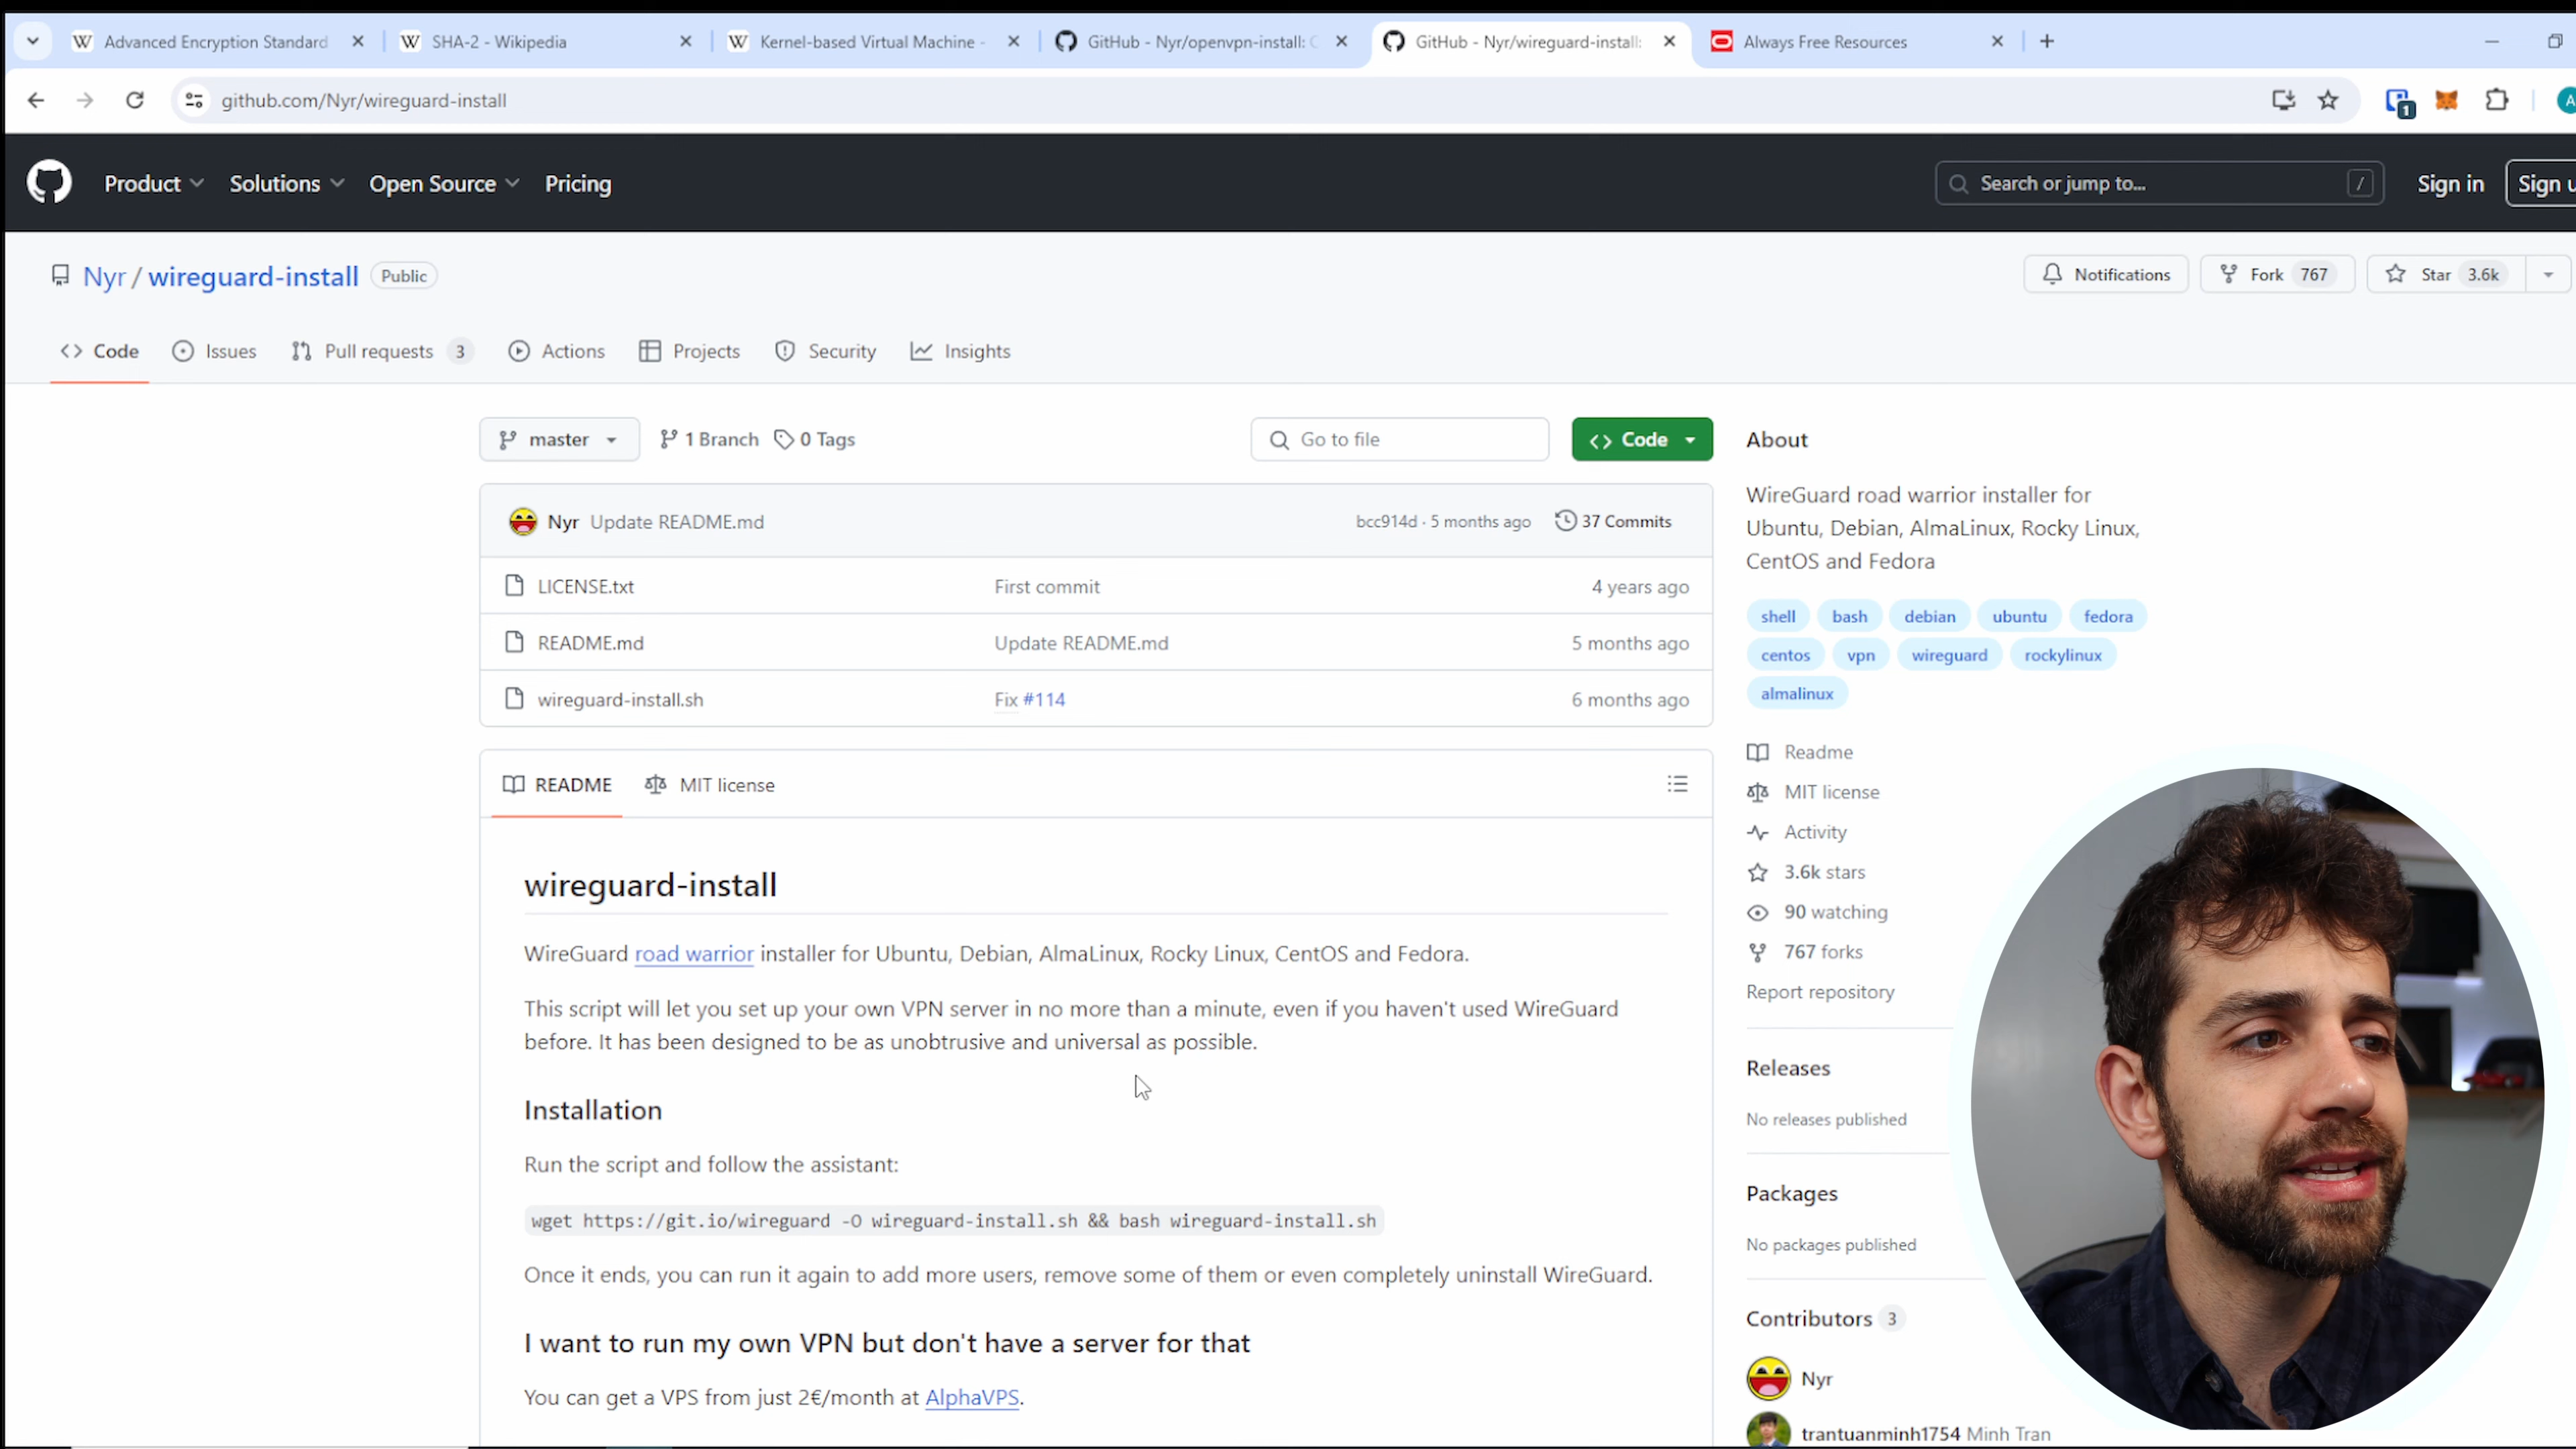 Advanced Encryption Standard
SHA-2 - Wikipedia
Kernel-based Virtual Machine -
GitHub - Nyr/openvpn-install:
GitHub - Nyr/wireguard-install:
Always Free Resources
github.com/Nyr/wireguard-install
1
A
Product
Solutions
Open Source
Pricing
Search or jump to...
/
Sign in
Sign u
Nyr / wireguard-install
Public
Notifications
Fork 767
Star 3.6k
Code
Issues
Pull requests 3
Actions
Projects
Security
Insights
master
1 Branch
0 Tags
Go to file
Code
Nyr Update README.md
bcc914d · 5 months ago
37 Commits
LICENSE.txt First commit 4 years ago
README.md Update README.md 5 months ago
wireguard-install.sh Fix #114 6 months ago
README
MIT license
wireguard-install
WireGuard road warrior installer for Ubuntu, Debian, AlmaLinux, Rocky Linux, CentOS and Fedora.
This script will let you set up your own VPN server in no more than a minute, even if you haven't used WireGuard
before. It has been designed to be as unobtrusive and universal as possible.
Installation
Run the script and follow the assistant:
wget https://git.io/wireguard -O wireguard-install.sh && bash wireguard-install.sh
Once it ends, you can run it again to add more users, remove some of them or even completely uninstall WireGuard.
I want to run my own VPN but don't have a server for that
You can get a VPS from just 2€/month at AlphaVPS.
About
WireGuard road warrior installer for
Ubuntu, Debian, AlmaLinux, Rocky Linux,
CentOS and Fedora
shell bash debian ubuntu fedora
centos vpn wireguard rockylinux
almalinux
Readme
MIT license
Activity
3.6k stars
90 watching
767 forks
Report repository
Releases
No releases published
Packages
No packages published
Contributors 3
Nyr
trantuanminh1754 Minh Tran